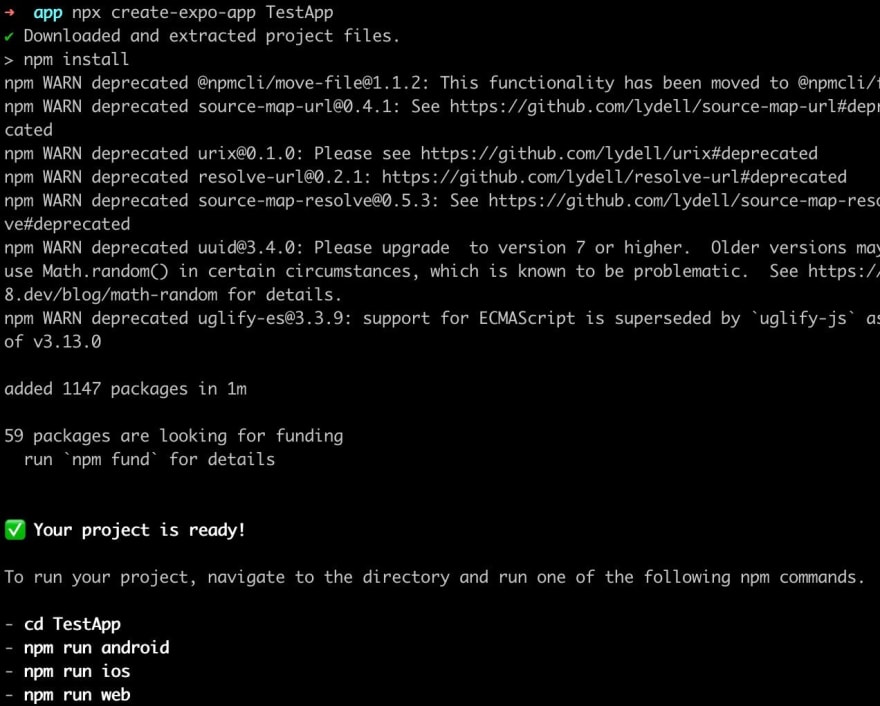 ➜ app npx create-expo-app TestApp
✔ Downloaded and extracted project files.
> npm install
npm WARN deprecated @npmcli/move-file@1.1.2: This functionality has been moved to @npmcli/
npm WARN deprecated source-map-url@0.4.1: See https://github.com/lydell/source-map-url#depr
cated
npm WARN deprecated urix@0.1.0: Please see https://github.com/lydell/urix#deprecated
npm WARN deprecated resolve-url@0.2.1: https://github.com/lydell/resolve-url#deprecated
npm WARN deprecated source-map-resolve@0.5.3: See https://github.com/lydell/source-map-reso
ve#deprecated
npm WARN deprecated uuid@3.4.0: Please upgrade  to version 7 or higher.  Older versions may
use Math.random() in certain circumstances, which is known to be problematic.  See https:/
8.dev/blog/math-random for details.
npm WARN deprecated uglify-es@3.3.9: support for ECMAScript is superseded by `uglify-js` as
of v3.13.0
added 1147 packages in 1m
59 packages are looking for funding
run `npm fund` for details
✅ Your project is ready!
To run your project, navigate to the directory and run one of the following npm commands.
- cd TestApp
- npm run android
- npm run ios
- npm run web